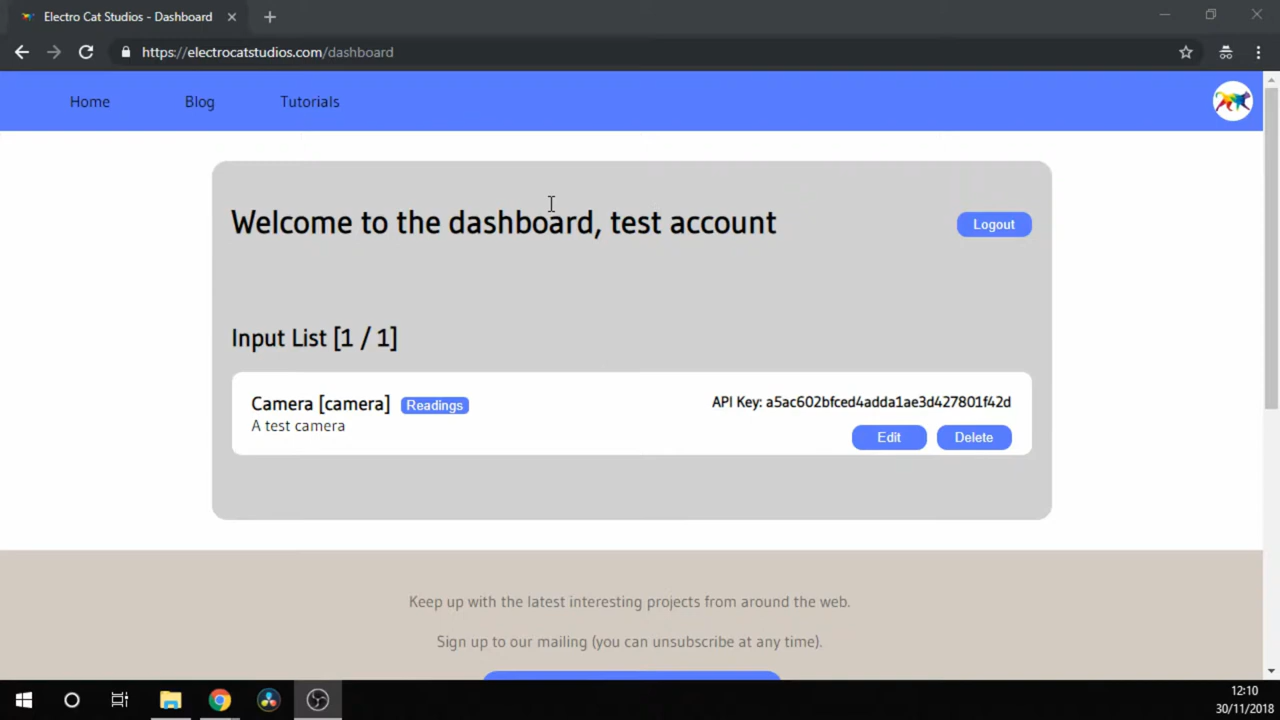 Electro Cat Studios - Dashboard
https://electrocatstudios.com/dashboard
Home Blog Tutorials
Welcome to the dashboard, test account
Logout
Input List [1 / 1]
Camera [camera] Readings
API Key: a5ac602bfced4adda1ae3d427801f42d
A test camera
Edit Delete
Keep up with the latest interesting projects from around the web.
Sign up to our mailing (you can unsubscribe at any time).
12:10
30/11/2018